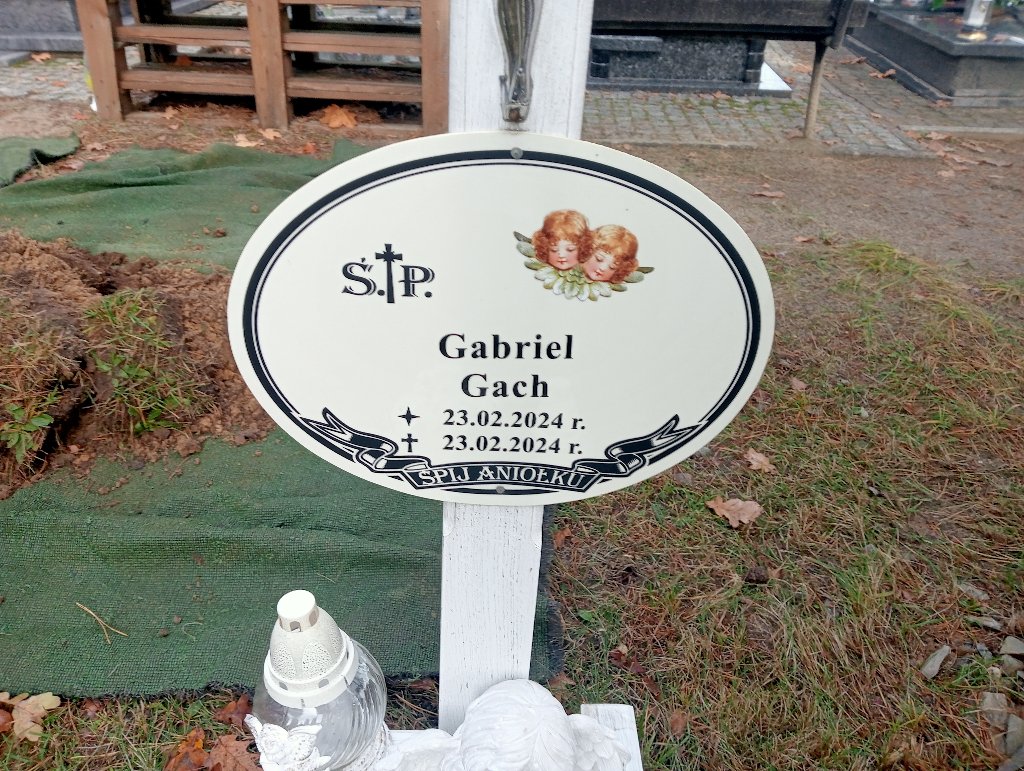 Ś.P.
Gabriel
Gach
23.02.2024 r.
23.02.2024 r.
ŚPIJ ANIOŁKU